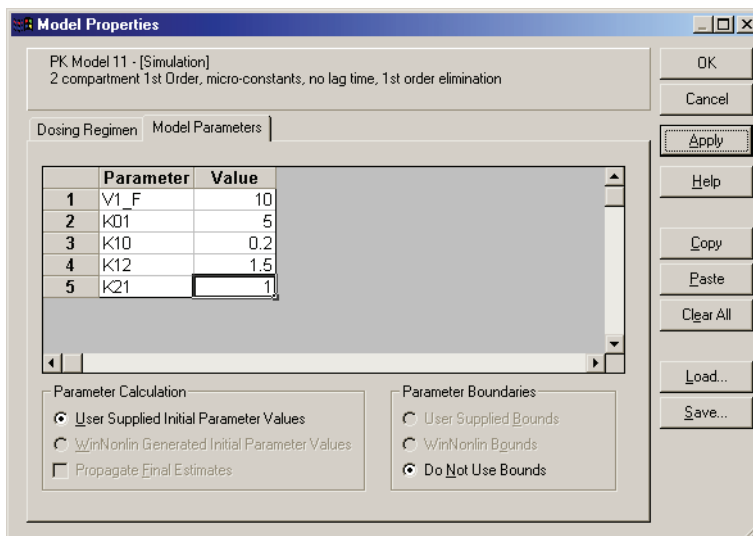 Model Properties
PK Model 11 - [Simulation]
2 compartment 1st Order, micro-constants, no lag time, 1st order elimination
Dosing Regimen Model Parameters
Parameter Value
1 V1_F 10
2 K01 5
3 K10 0.2
4 K12 1.5
5 K21 1
Parameter Calculation
User Supplied Initial Parameter Values
WinNonlin Generated Initial Parameter Values
Propagate Final Estimates
Parameter Boundaries
User Supplied Bounds
WinNonlin Bounds
Do Not Use Bounds
OK
Cancel
Apply
Help
Copy
Paste
Clear All
Load...
Save...